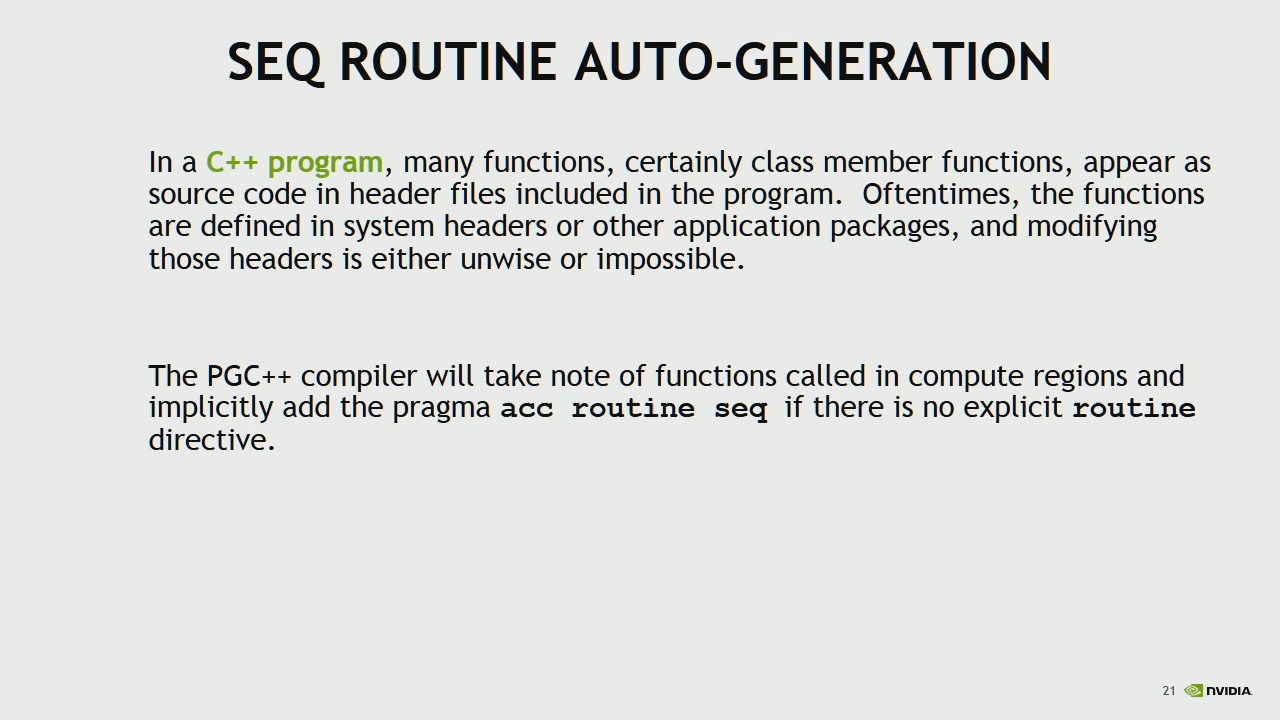 SEQ ROUTINE AUTO-GENERATION
In a C++ program, many functions, certainly class member functions, appear as
source code in header files included in the program.  Oftentimes, the functions
are defined in system headers or other application packages, and modifying
those headers is either unwise or impossible.
The PGC++ compiler will take note of functions called in compute regions and
implicitly add the pragma acc routine seq if there is no explicit routine
directive.
21 NVIDIA